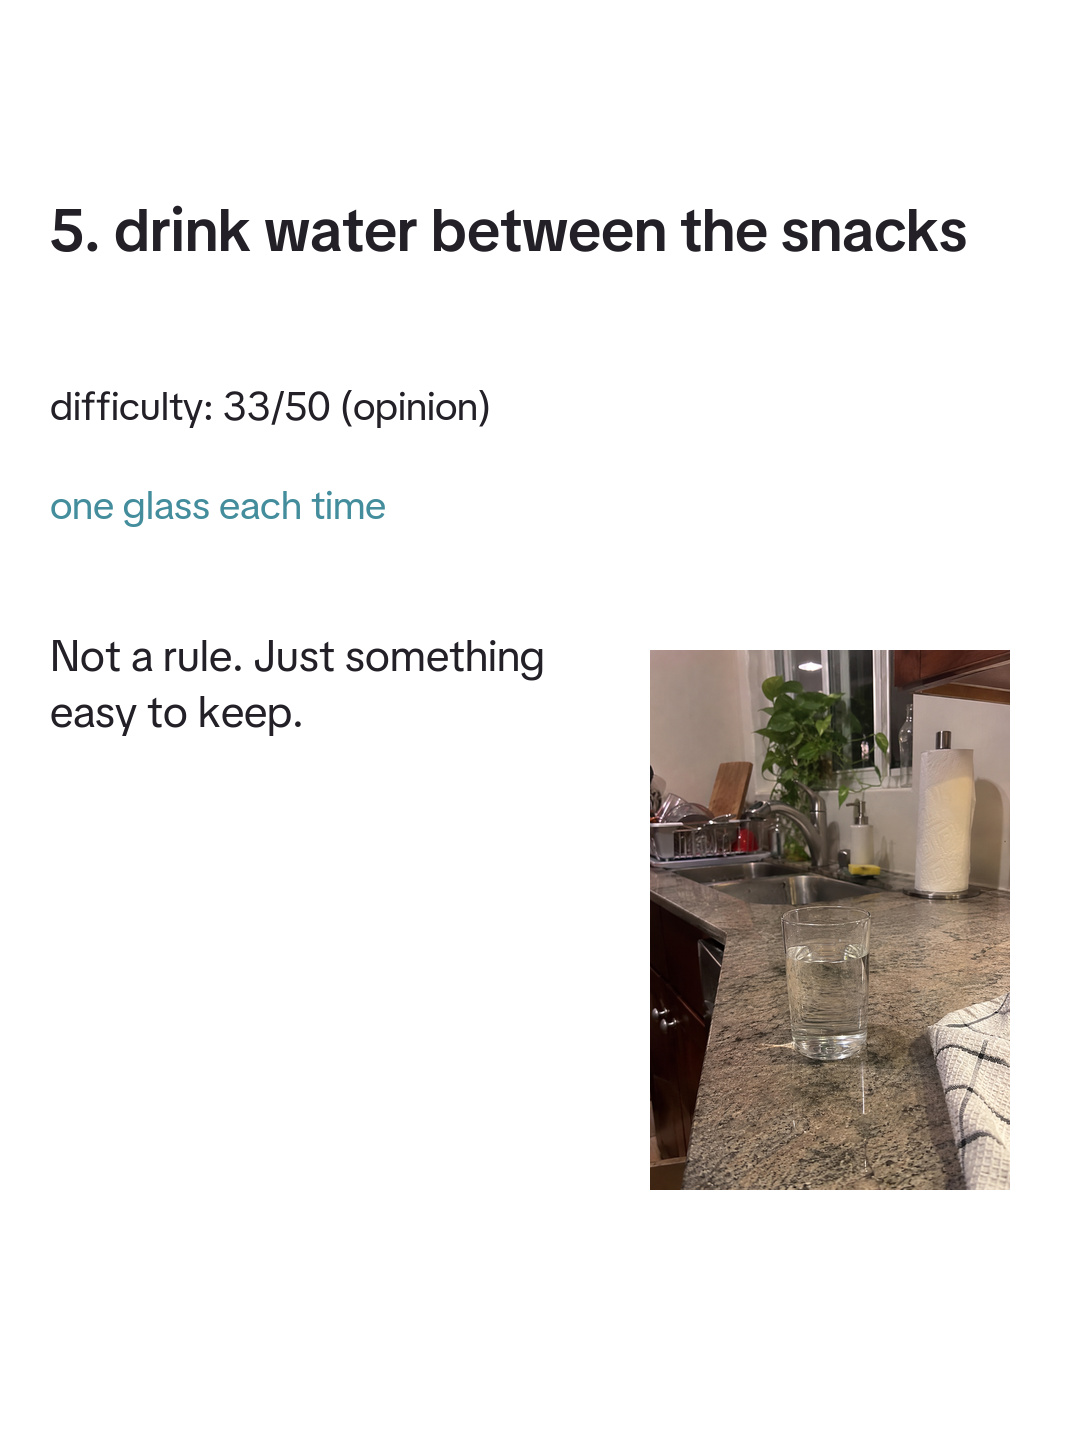 5. drink water between the snacks
difficulty: 33/50 (opinion)
one glass each time
Not a rule. Just something
easy to keep.